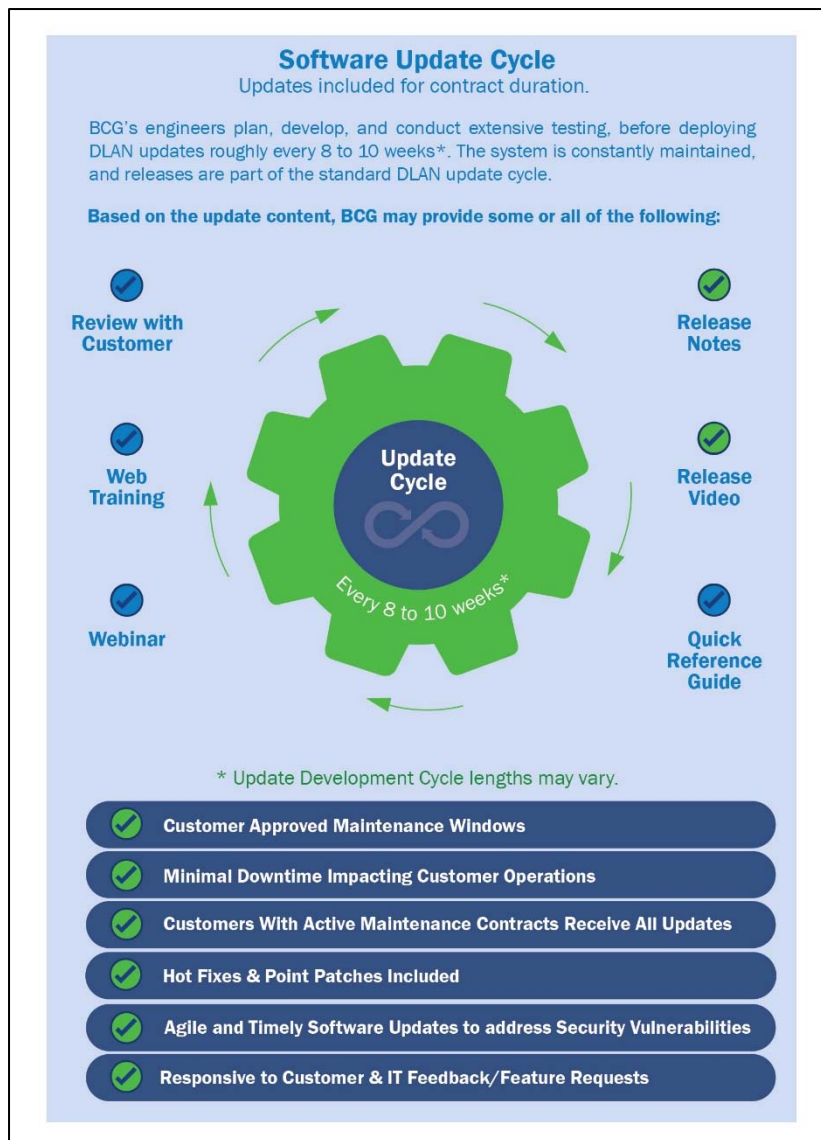 Software Update Cycle
Updates included for contract duration.
BCG's engineers plan, develop, and conduct extensive testing, before deploying
DLAN updates roughly every 8 to 10 weeks*. The system is constantly maintained,
and releases are part of the standard DLAN update cycle.
Based on the update content, BCG may provide some or all of the following:
Review with
Customer
Web
Training
Webinar
Update
Cycle
Every 8 to 10 weeks*
Release
Notes
Release
Video
Quick
Reference
Guide
* Update Development Cycle lengths may vary.
Customer Approved Maintenance Windows
Minimal Downtime Impacting Customer Operations
Customers With Active Maintenance Contracts Receive All Updates
Hot Fixes & Point Patches Included
Agile and Timely Software Updates to address Security Vulnerabilities
Responsive to Customer & IT Feedback/Feature Requests